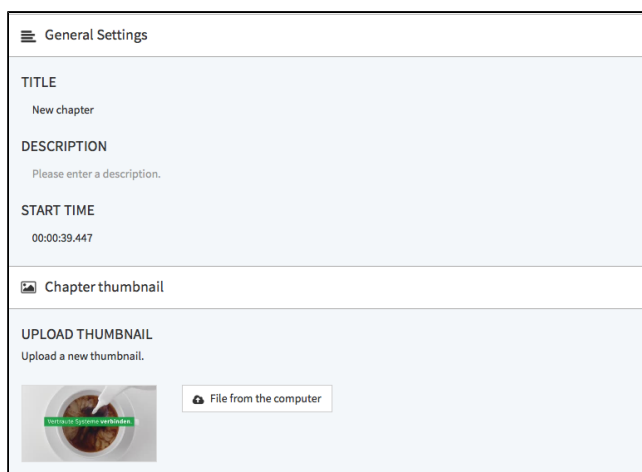 General Settings
TITLE
New chapter
DESCRIPTION
Please enter a description.
START TIME
00:00:39.447
Chapter thumbnail
UPLOAD THUMBNAIL
Upload a new thumbnail.
File from the computer
Vertraute Systeme verbinden.